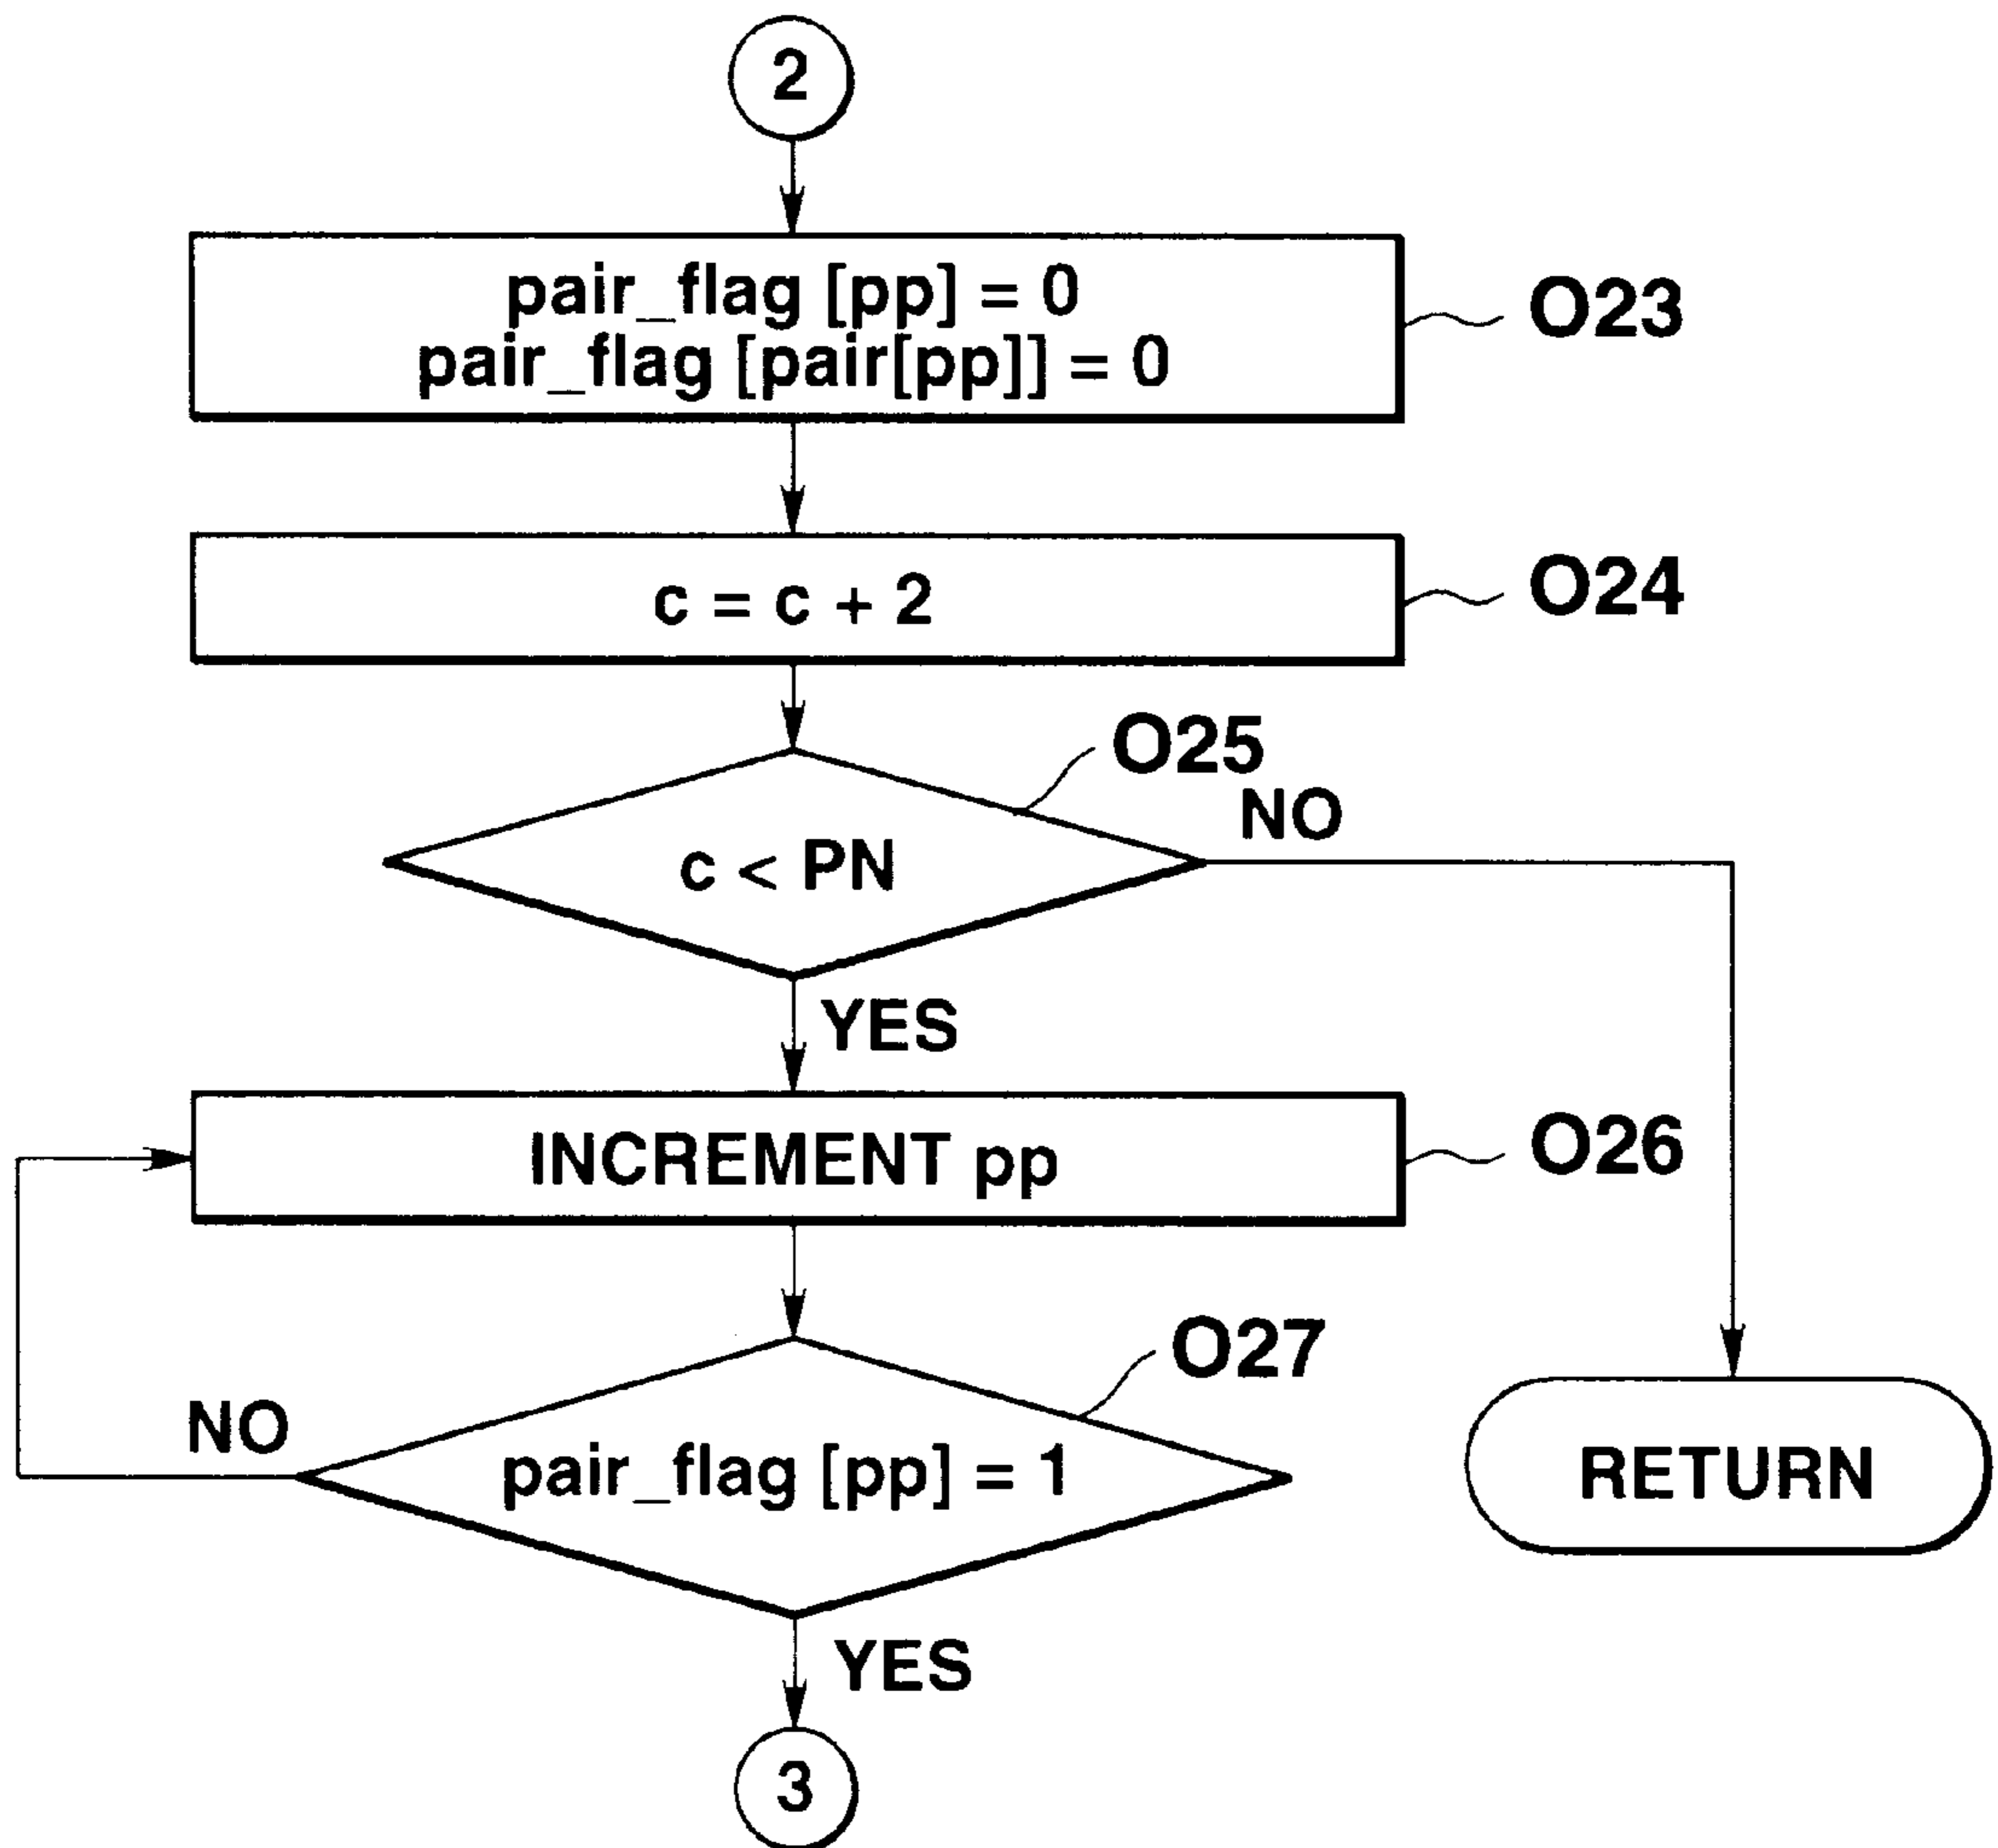 2
pair_flag [pp] = 0
pair_flag [pair[pp]] = 0
O23
c = c + 2
O24
O25
c < PN
NO
YES
INCREMENT pp
O26
O27
NO
pair_flag [pp] = 1
RETURN
YES
3